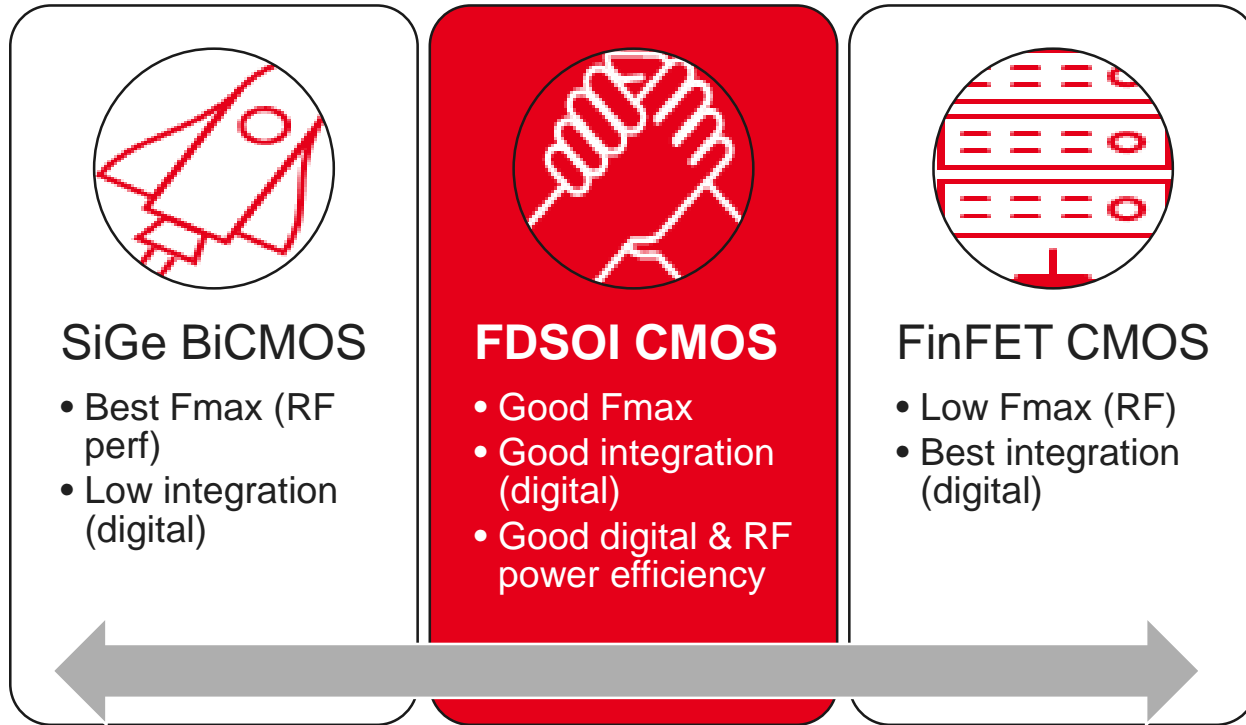 SiGe BiCMOS
• Best Fmax (RF
perf)
• Low integration
(digital)
FDSOI CMOS
• Good Fmax
• Good integration
(digital)
• Good digital & RF
power efficiency
FinFET CMOS
• Low Fmax (RF)
• Best integration
(digital)